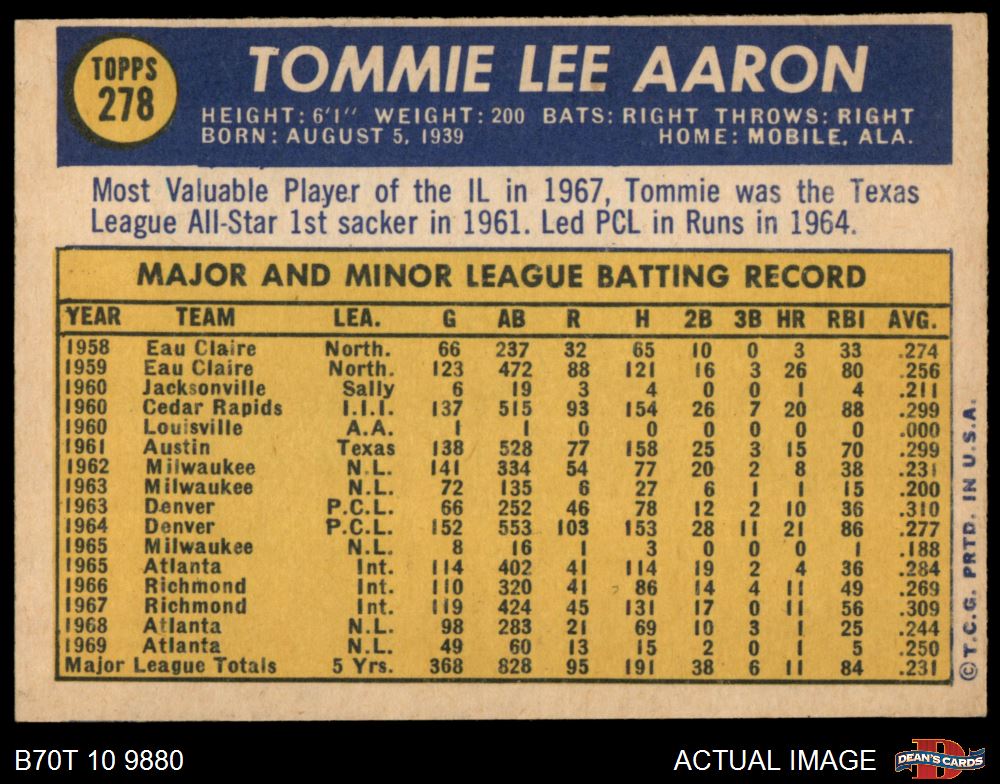 TOPPS
278
TOMMIE LEE AARON
HEIGHT: 6'1" WEIGHT: 200 BATS: RIGHT THROWS: RIGHT
BORN: AUGUST 5, 1939 HOME: MOBILE, ALA.
Most Valuable Player of the IL in 1967, Tommie was the Texas
League All-Star 1st sacker in 1961. Led PCL in Runs in 1964.
MAJOR AND MINOR LEAGUE BATTING RECORD
YEAR TEAM LEA. G AB R H 2B 3B HR RBI AVG.
1958 Eau Claire North. 66 237 32 65 10 0 3 33 .274
1959 Eau Claire North. 123 472 88 121 16 3 26 80 .256
1960 Jacksonville Sally 6 19 3 4 0 0 1 4 .211
1960 Cedar Rapids I.I.I. 137 515 93 154 26 7 20 88 .299
1960 Louisville A.A. 1 1 0 0 0 0 0 0 .000
1961 Austin Texas 138 528 77 158 25 3 15 70 .299
1962 Milwaukee N.L. 141 334 54 77 20 2 8 38 .231
1963 Milwaukee N.L. 72 135 6 27 6 1 1 15 .200
1963 Denver P.C.L. 66 252 46 78 12 2 10 36 .310
1964 Denver P.C.L. 152 553 103 153 28 11 21 86 .277
1965 Milwaukee N.L. 8 16 1 3 0 0 0 1 .188
1965 Atlanta Int. 114 402 41 114 19 2 4 36 .284
1966 Richmond Int. 110 320 41 86 14 4 11 49 .269
1967 Richmond Int. 119 424 45 131 17 0 11 56 .309
1968 Atlanta N.L. 98 283 21 69 10 3 1 25 .244
1969 Atlanta N.L. 49 60 13 15 2 0 1 5 .250
Major League Totals 5 Yrs. 368 828 95 191 38 6 11 84 .231
©T.C.G. PRTD. IN U.S.A.
B70T 10 9880
ACTUAL IMAGE
DEAN'S CARDS